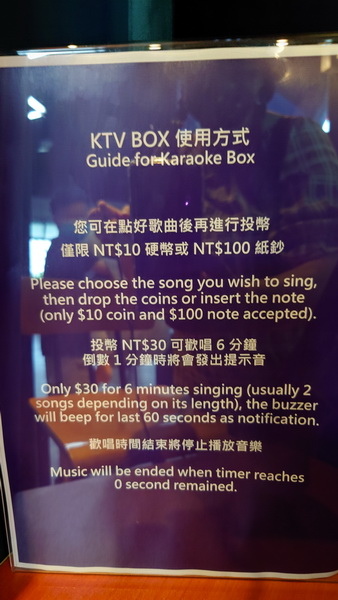 KTV BOX 使用方式
Guide for Karaoke Box
您可在點好歌曲後再進行投幣
僅限 NT$10 硬幣或 NT$100 紙鈔
Please choose the song you wish to sing,
then drop the coins or insert the note
(only $10 coin and $100 note accepted).
投幣 NT$30 可歡唱 6 分鐘
倒數 1 分鐘時將會發出提示音
Only $30 for 6 minutes singing (usually 2
songs depending on its length), the buzzer
will beep for last 60 seconds as notification.
歡唱時間結束將停止播放音樂
Music will be ended when timer reaches
0 second remained.